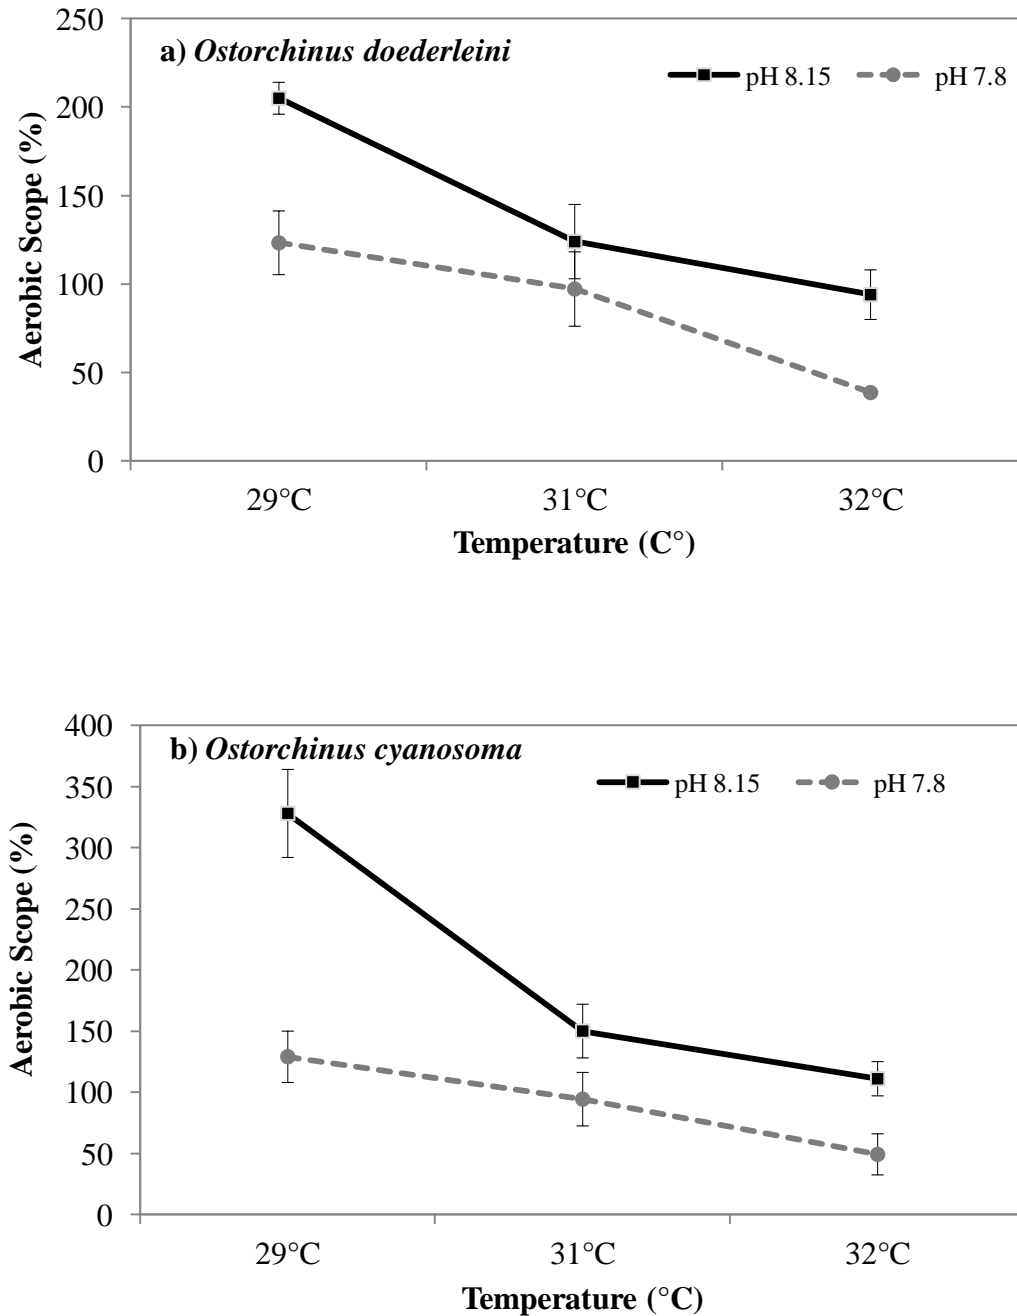 a) Ostorchinus doederleini
pH 8.15 pH 7.8
250
200
150
100
50
0
Aerobic Scope (%)
29°C 31°C 32°C
Temperature (C°)
b) Ostorchinus cyanosoma
pH 8.15 pH 7.8
400
350
300
250
200
150
100
50
0
Aerobic Scope (%)
29°C 31°C 32°C
Temperature (°C)